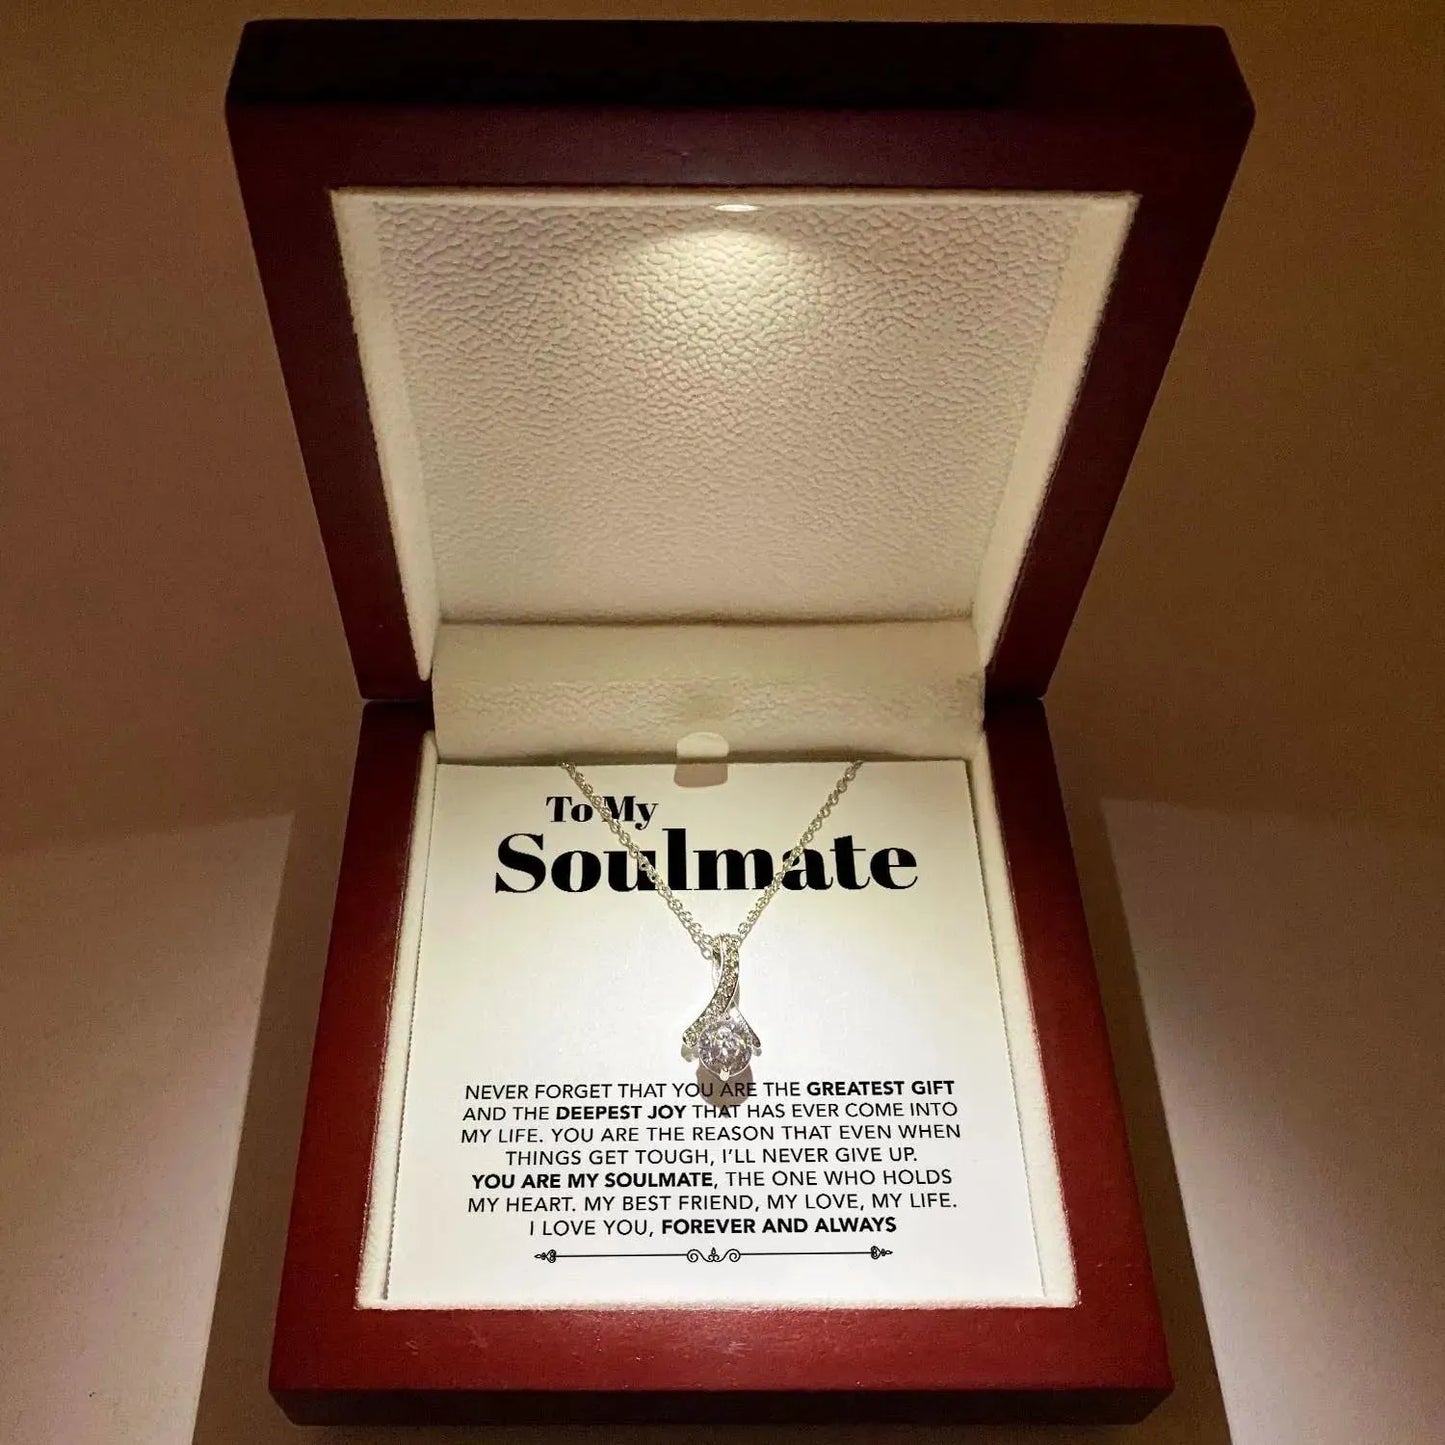 To My
Soulmate
NEVER FORGET THAT YOU ARE THE GREATEST GIFT
AND THE DEEPEST JOY THAT HAS EVER COME INTO
MY LIFE. YOU ARE THE REASON THAT EVEN WHEN
THINGS GET TOUGH, I'LL NEVER GIVE UP.
YOU ARE MY SOULMATE, THE ONE WHO HOLDS
MY HEART. MY BEST FRIEND, MY LOVE, MY LIFE.
I LOVE YOU, FOREVER AND ALWAYS